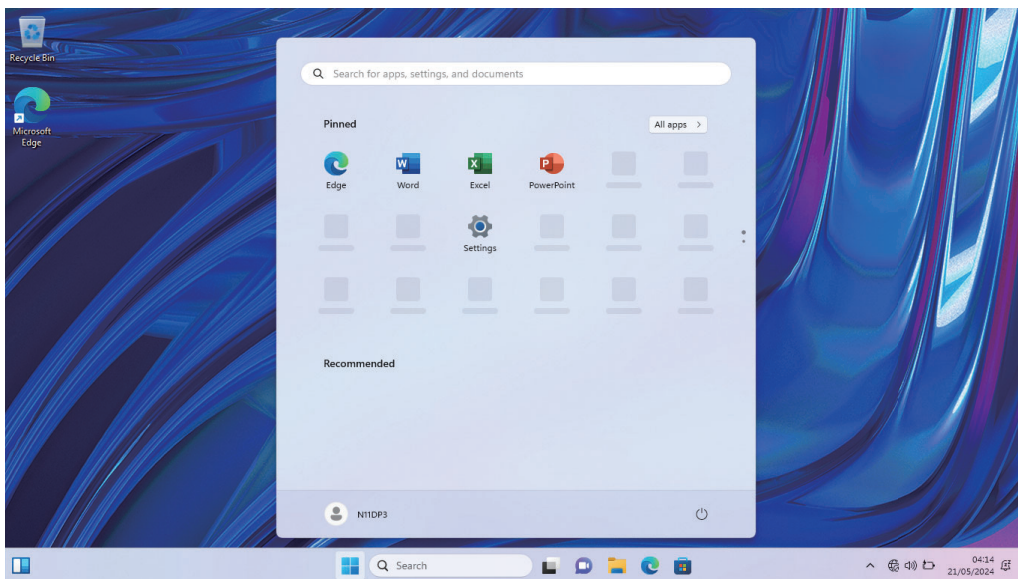 Recycle Bin
Microsoft
Edge
Search for apps, settings, and documents
Pinned
All apps >
Edge
Word
Excel
PowerPoint
Settings
Recommended
N11DP3
Search
04:14
21/05/2024